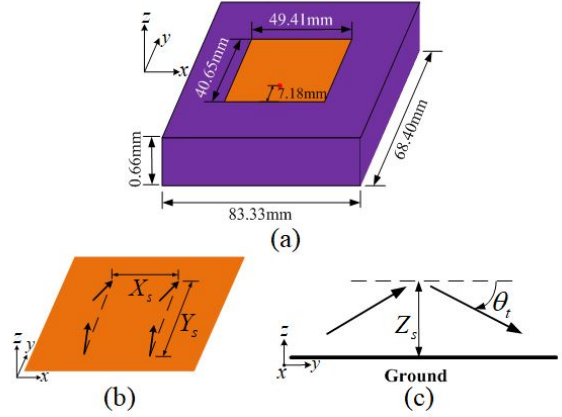 z
y
x
49.41mm
40.65mm
7.18mm
0.66mm
68.40mm
83.33mm
(a)
X_s
Y_s
z
y
x
(b)
Z_s
θ_t
z
x y
Ground
(c)